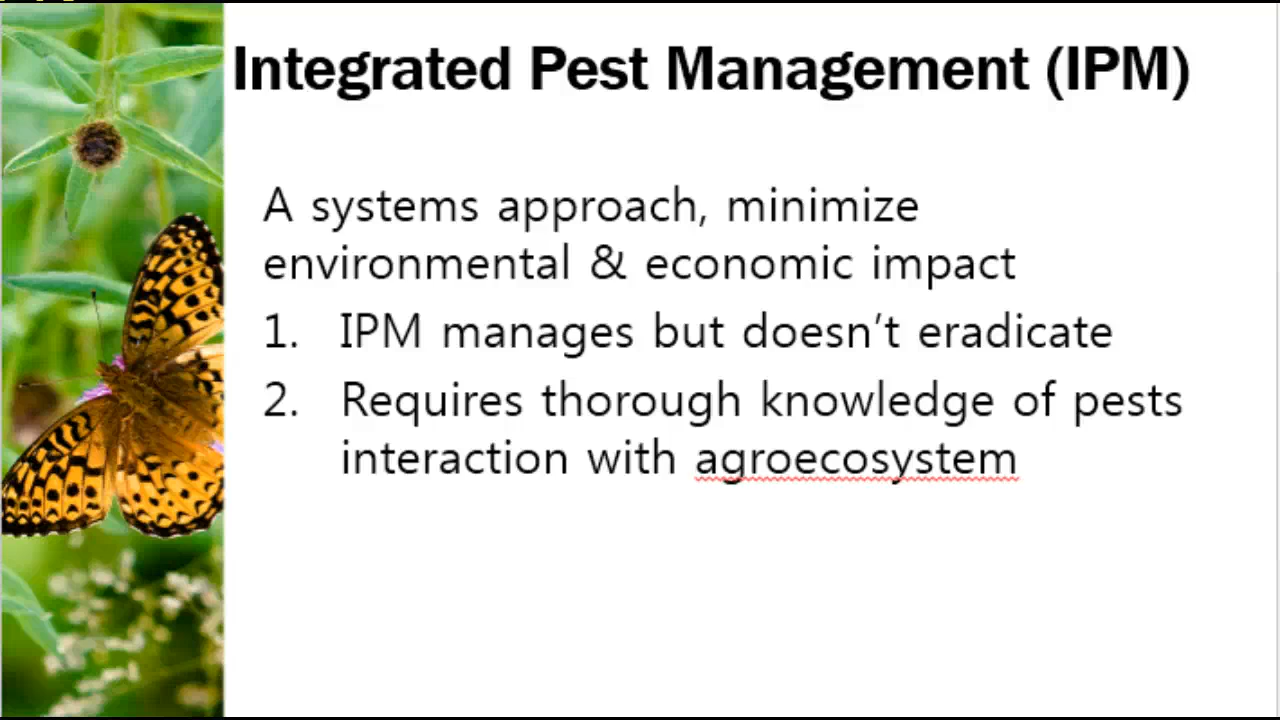 Integrated Pest Management (IPM)
A systems approach, minimize
environmental & economic impact
1. IPM manages but doesn’t eradicate
2. Requires thorough knowledge of pests
interaction with agroecosystem